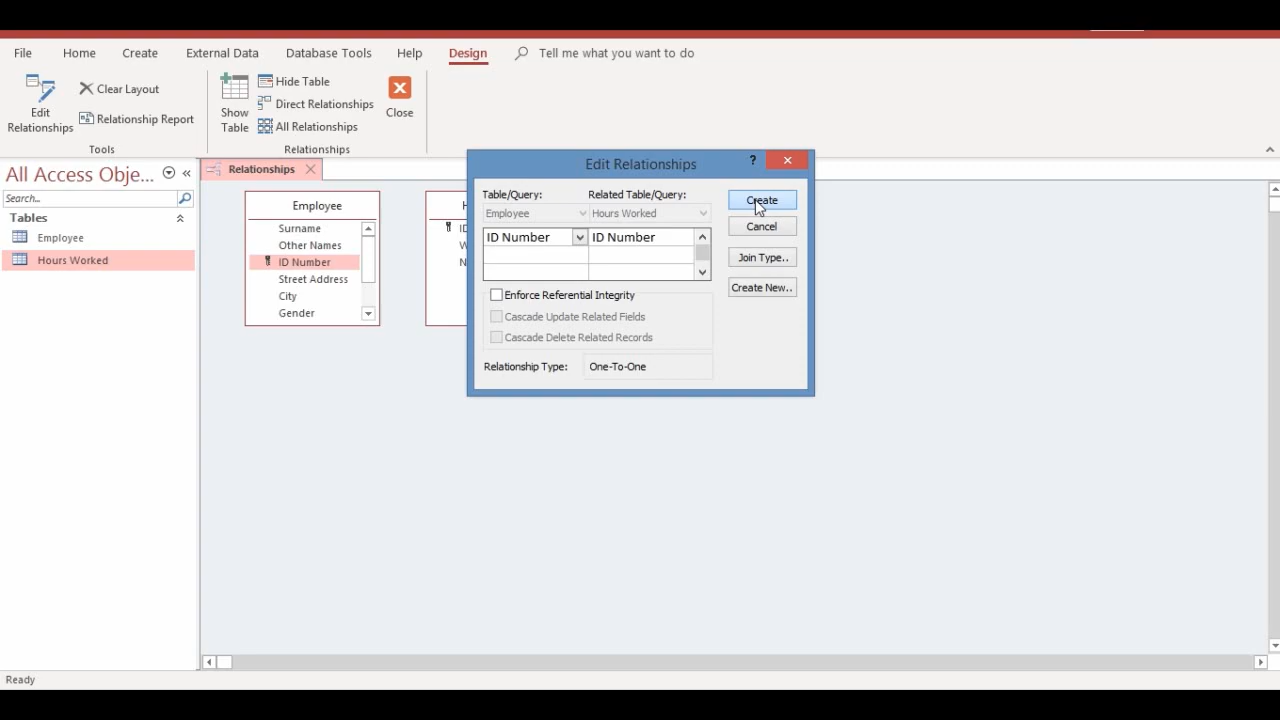 File Home Create External Data Database Tools Help Design Tell me what you want to do
Edit Relationships
Clear Layout
Relationship Report
Tools
Show Table
Hide Table
Direct Relationships
All Relationships
Relationships
Close
All Access Obje...
Search...
Tables
Employee
Hours Worked
Relationships
Employee
Surname
Other Names
ID Number
Street Address
City
Gender
Edit Relationships
?
Table/Query: Related Table/Query:
Employee Hours Worked
ID Number ID Number
Enforce Referential Integrity
Cascade Update Related Fields
Cascade Delete Related Records
Relationship Type: One-To-One
Create
Cancel
Join Type..
Create New..
Ready